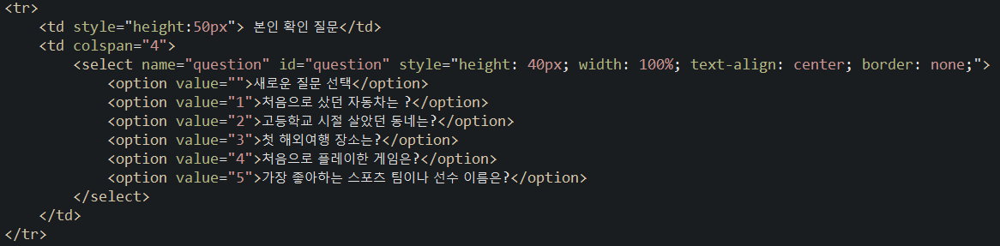 <tr>
<td style="height:50px"> 본인 확인 질문</td>
<td colspan="4">
<select name="question" id="question" style="height: 40px; width: 100%; text-align: center; border: none;">
<option value="">새로운 질문 선택</option>
<option value="1">처음으로 샀던 자동차는 ?</option>
<option value="2">고등학교 시절 살았던 동네는?</option>
<option value="3">첫 해외여행 장소는?</option>
<option value="4">처음으로 플레이한 게임은?</option>
<option value="5">가장 좋아하는 스포츠 팀이나 선수 이름은?</option>
</select>
</td>
</tr>